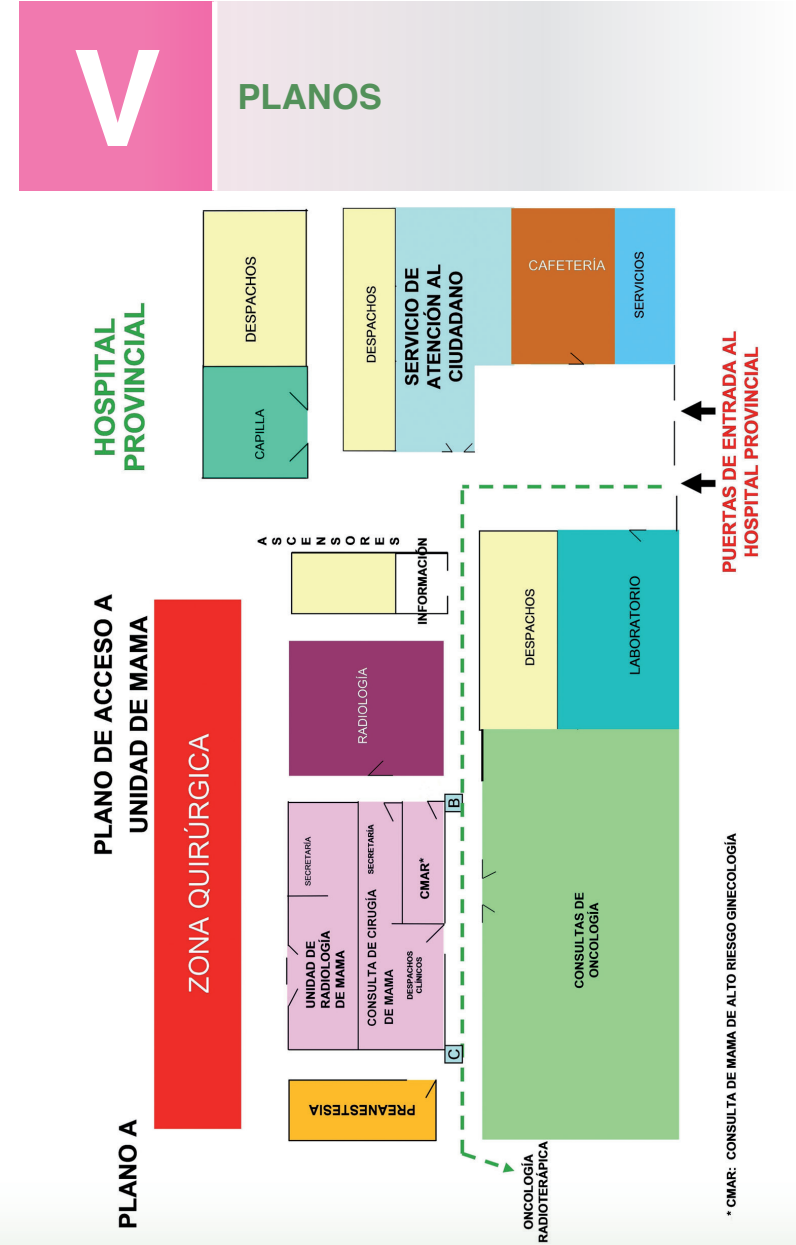 V
PLANOS
HOSPITAL
PROVINCIAL
DESPACHOS
CAPILLA
DESPACHOS
SERVICIO DE
ATENCIÓN AL
CIUDADANO
CAFETERÍA
SERVICIOS
PUERTAS DE ENTRADA AL
HOSPITAL PROVINCIAL
ASCENSORES
INFORMACIÓN
DESPACHOS
LABORATORIO
PLANO DE ACCESO A
UNIDAD DE MAMA
ZONA QUIRÚRGICA
RADIOLOGÍA
B
SECRETARÍA
UNIDAD DE
RADIOLOGÍA
DE MAMA
SECRETARÍA
CONSULTA DE CIRUGÍA
DE MAMA
CMAR*
DESPACHOS
CLÍNICOS
C
CONSULTAS DE
ONCOLOGÍA
PREANESTESIA
ONCOLOGÍA
RADIOTERÁPICA
PLANO A
* CMAR: CONSULTA DE MAMA DE ALTO RIESGO GINECOLOGÍA